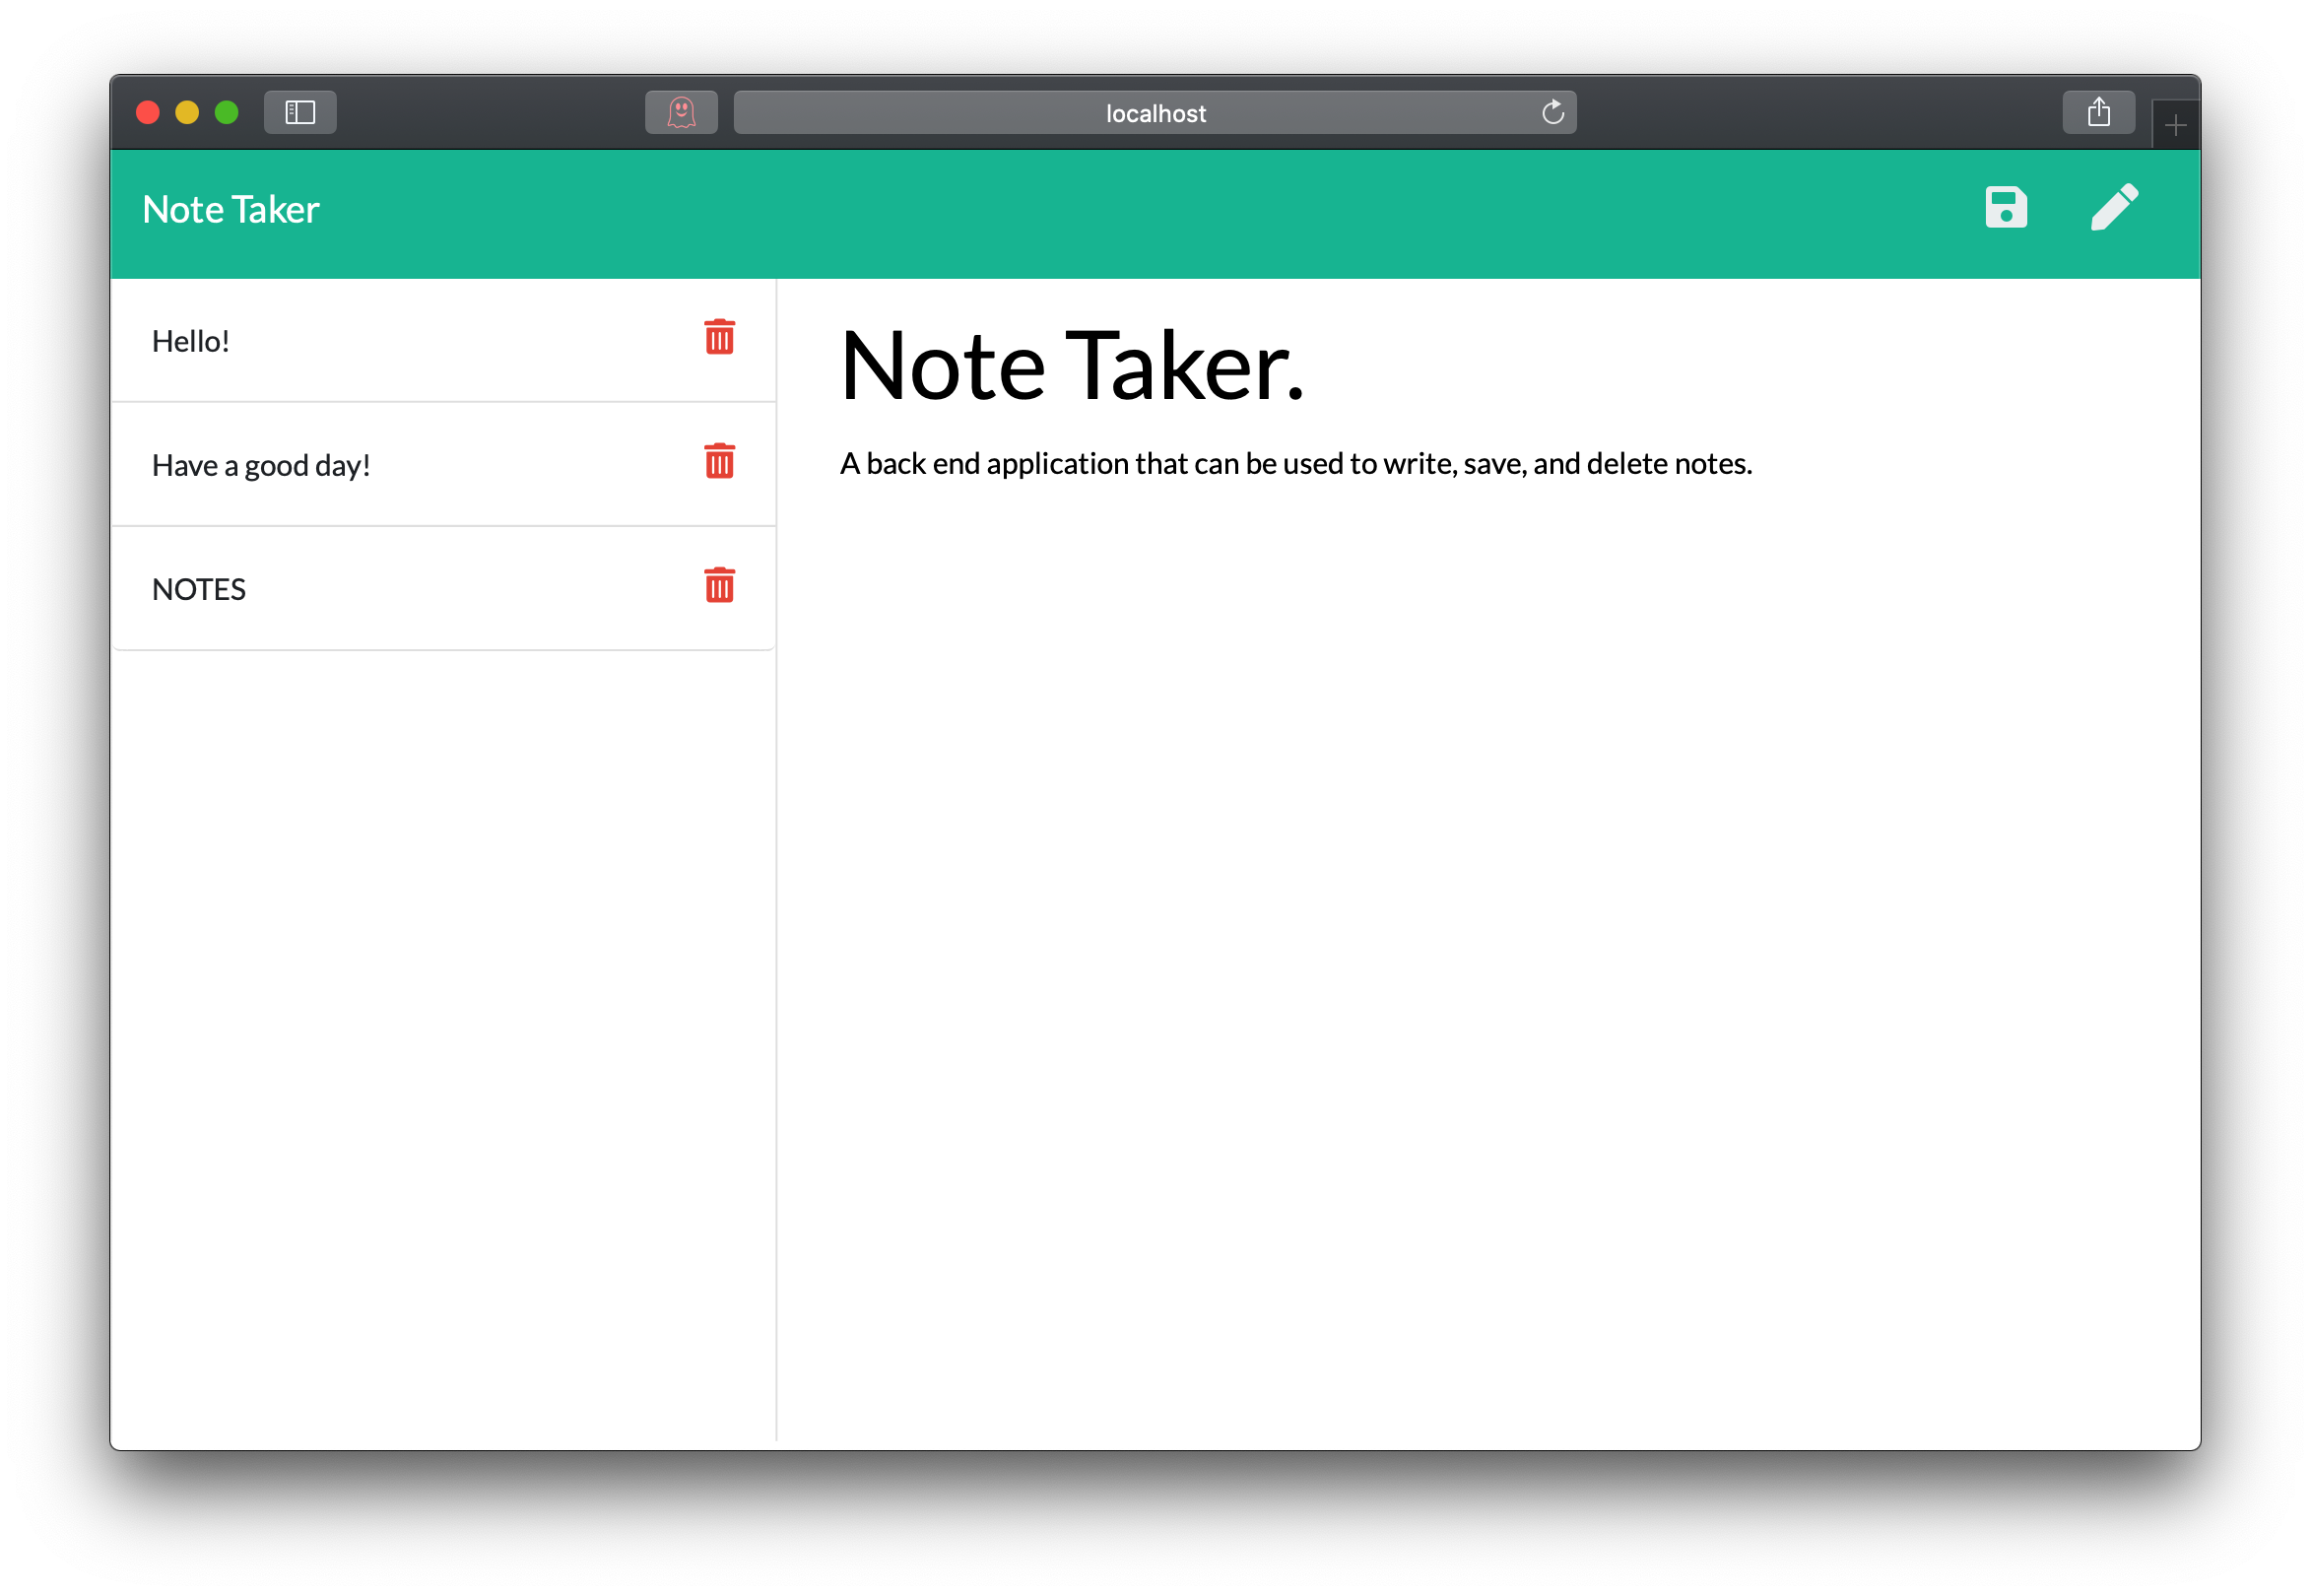 localhost
Note Taker
Hello!
Have a good day!
NOTES
Note Taker.
A back end application that can be used to write, save, and delete notes.